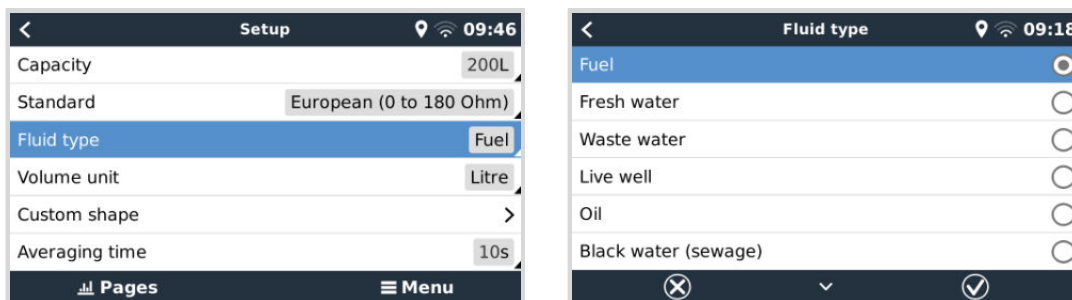 Setup 09:46
Capacity 200L
Standard European (0 to 180 Ohm)
Fluid type Fuel
Volume unit Litre
Custom shape
Averaging time 10s
Pages Menu
Fluid type 09:18
Fuel
Fresh water
Waste water
Live well
Oil
Black water (sewage)